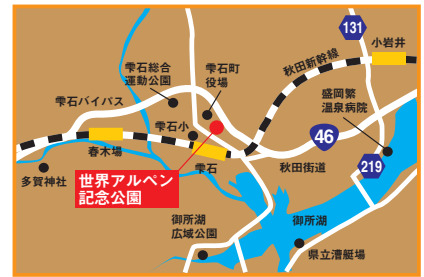 131
小岩井
秋田新幹線
雫石総合
運動公園
雫石町
役場
盛岡繋
温泉病院
雫石バイパス
雫石小
46
春木場
雫石
秋田街道
219
多賀神社
世界アルペン
記念公園
御所湖
広域公園
御所湖
県立漕艇場